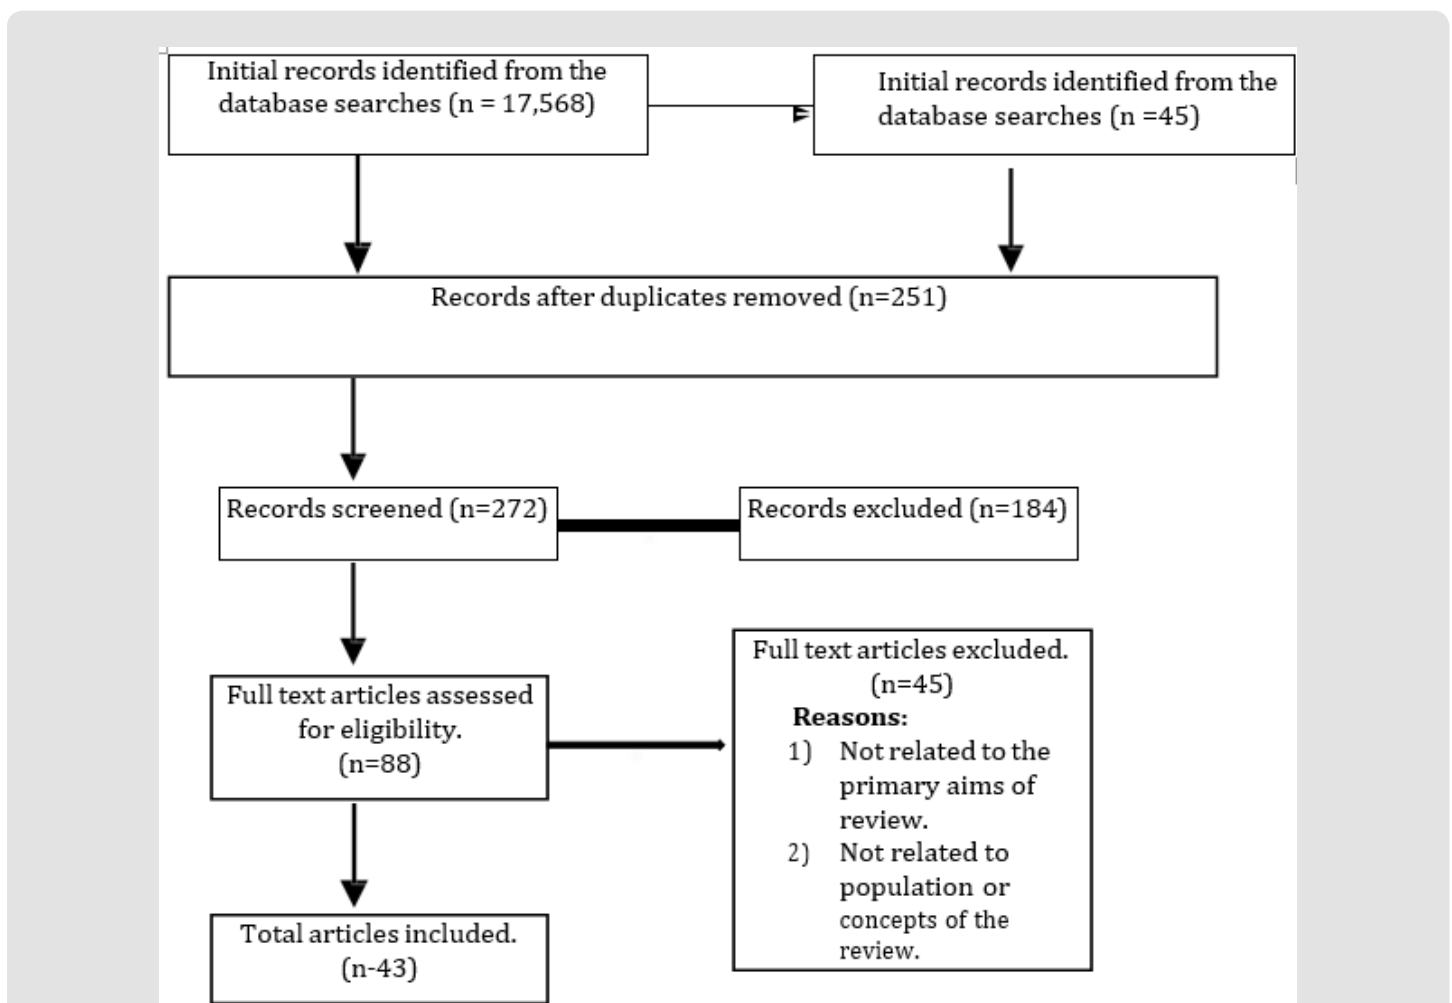 Initial records identified from the
database searches (n = 17,568)
Initial records identified from the
database searches (n =45)
Records after duplicates removed (n=251)
Records screened (n=272)
Records excluded (n=184)
Full text articles assessed
for eligibility.
(n=88)
Full text articles excluded.
(n=45)
Reasons:
1) Not related to the
primary aims of
review.
2) Not related to
population or
concepts of the
review.
Total articles included.
(n-43)